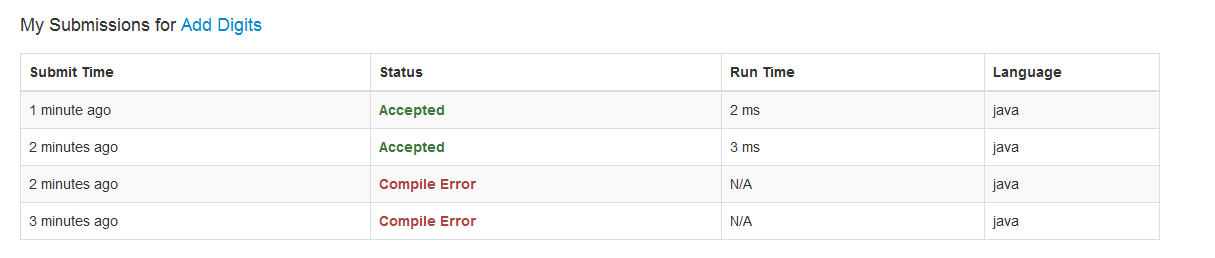 My Submissions for Add Digits
Submit Time Status Run Time Language
1 minute ago Accepted 2 ms java
2 minutes ago Accepted 3 ms java
2 minutes ago Compile Error N/A java
3 minutes ago Compile Error N/A java